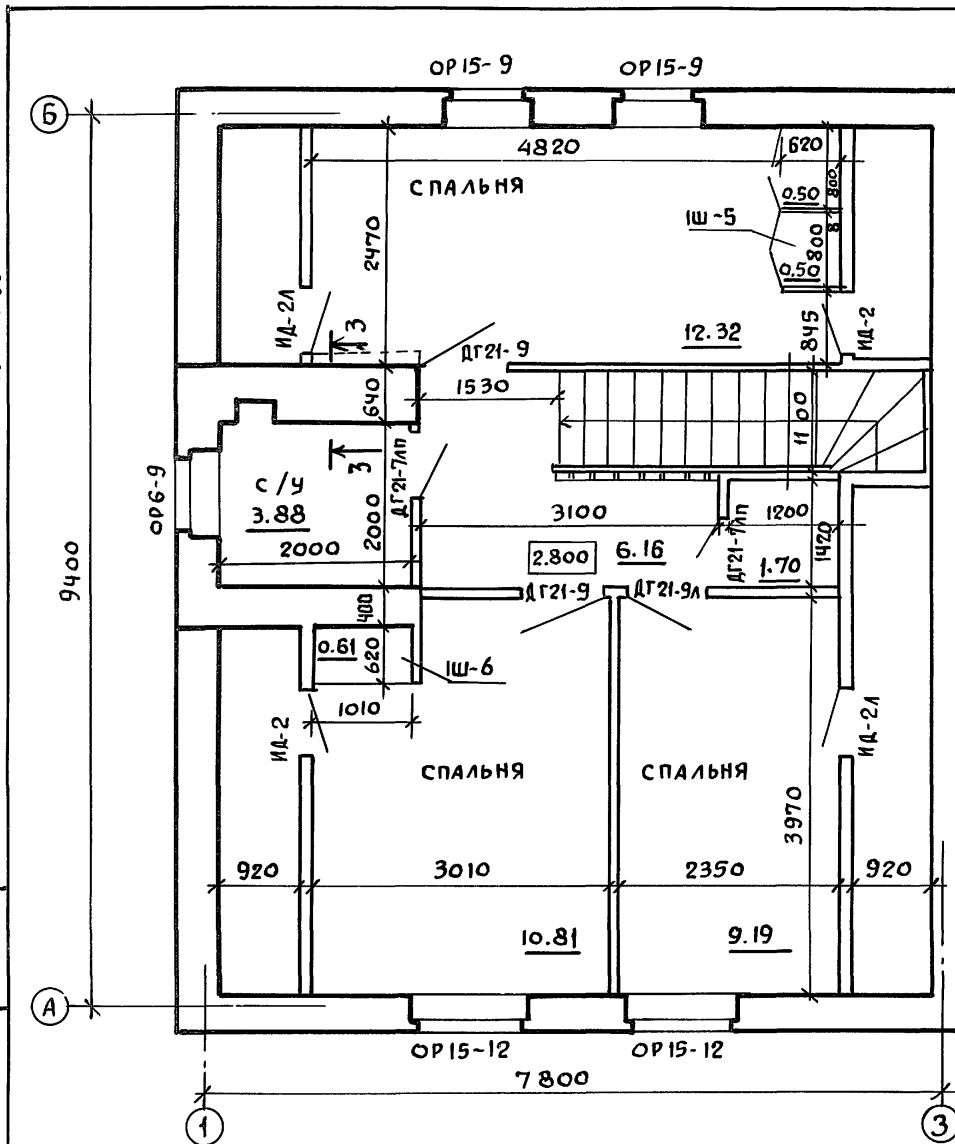 ОР15-9 ОР15-9
Б
4820 620
СПАЛЬНЯ
0.50 800
8
1Ш-5
800
2470
0.50
ИД-2Л
3
12.32
845
ИД-2
ДГ21-9
1530
640
1100
3
ДГ21-7ЛП
ОР6-9
С/У
3.88
3100 1200
2000
2000
2.800 6.16
ДГ21-7ЛП
1.70
1420
9400
ДГ21-9 ДГ21-9Л
400
0.61
620
1Ш-6
1010
ИД-2
ИД-2Л
СПАЛЬНЯ СПАЛЬНЯ
3970
920 3010 2350 920
10.81 9.19
А
ОР15-12 ОР15-12
7800
1 3